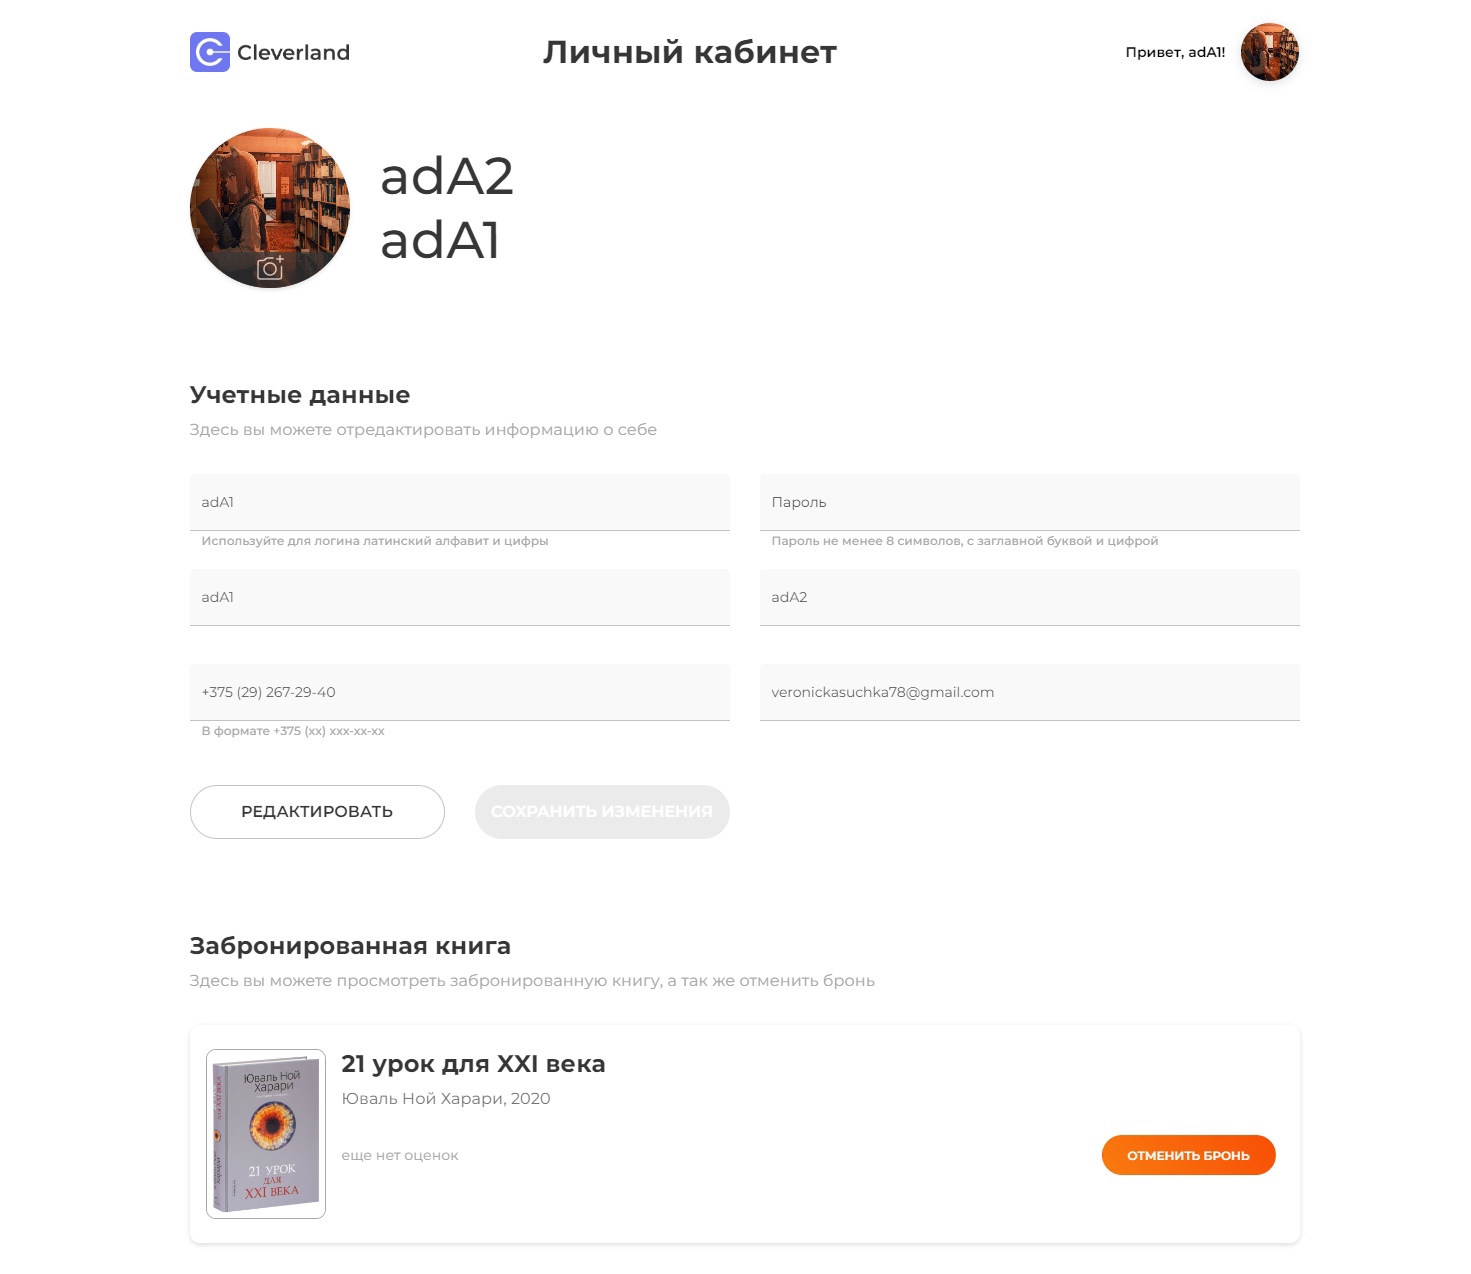 Cleverland
Личный кабинет
Привет, adA1!
adA2
adA1
Учетные данные
Здесь вы можете отредактировать информацию о себе
adA1
Пароль
Используйте для логина латинский алфавит и цифры
Пароль не менее 8 символов, с заглавной буквой и цифрой
adA1
adA2
+375 (29) 267-29-40
veronickasuchka78@gmail.com
В формате +375 (xx) xxx-xx-xx
РЕДАКТИРОВАТЬ
СОХРАНИТЬ ИЗМЕНЕНИЯ
Забронированная книга
Здесь вы можете просмотреть забронированную книгу, а так же отменить бронь
21 урок для XXI века
Юваль Ной Харари, 2020
еще нет оценок
ОТМЕНИТЬ БРОНЬ
Юваль Ной
Харари
21 УРОК
ДЛЯ
XXI ВЕКА